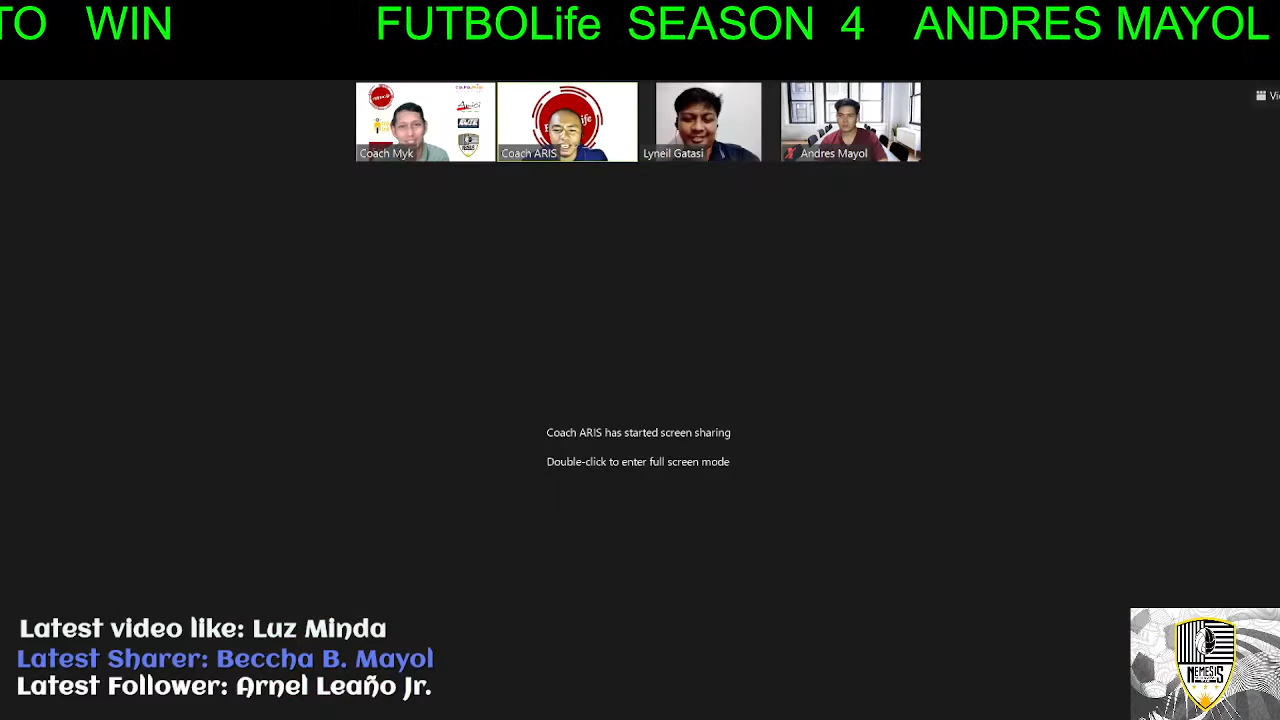 TO WIN FUTBOLife SEASON 4 ANDRES MAYOL
Coach Myk
Coach ARIS
Lyneil Gatasi
Andres Mayol
Coach ARIS has started screen sharing
Double-click to enter full screen mode
Latest video like: Luz Minda
Latest Sharer: Beccha B. Mayol
Latest Follower: Arnel Leaño Jr.
NEMESIS